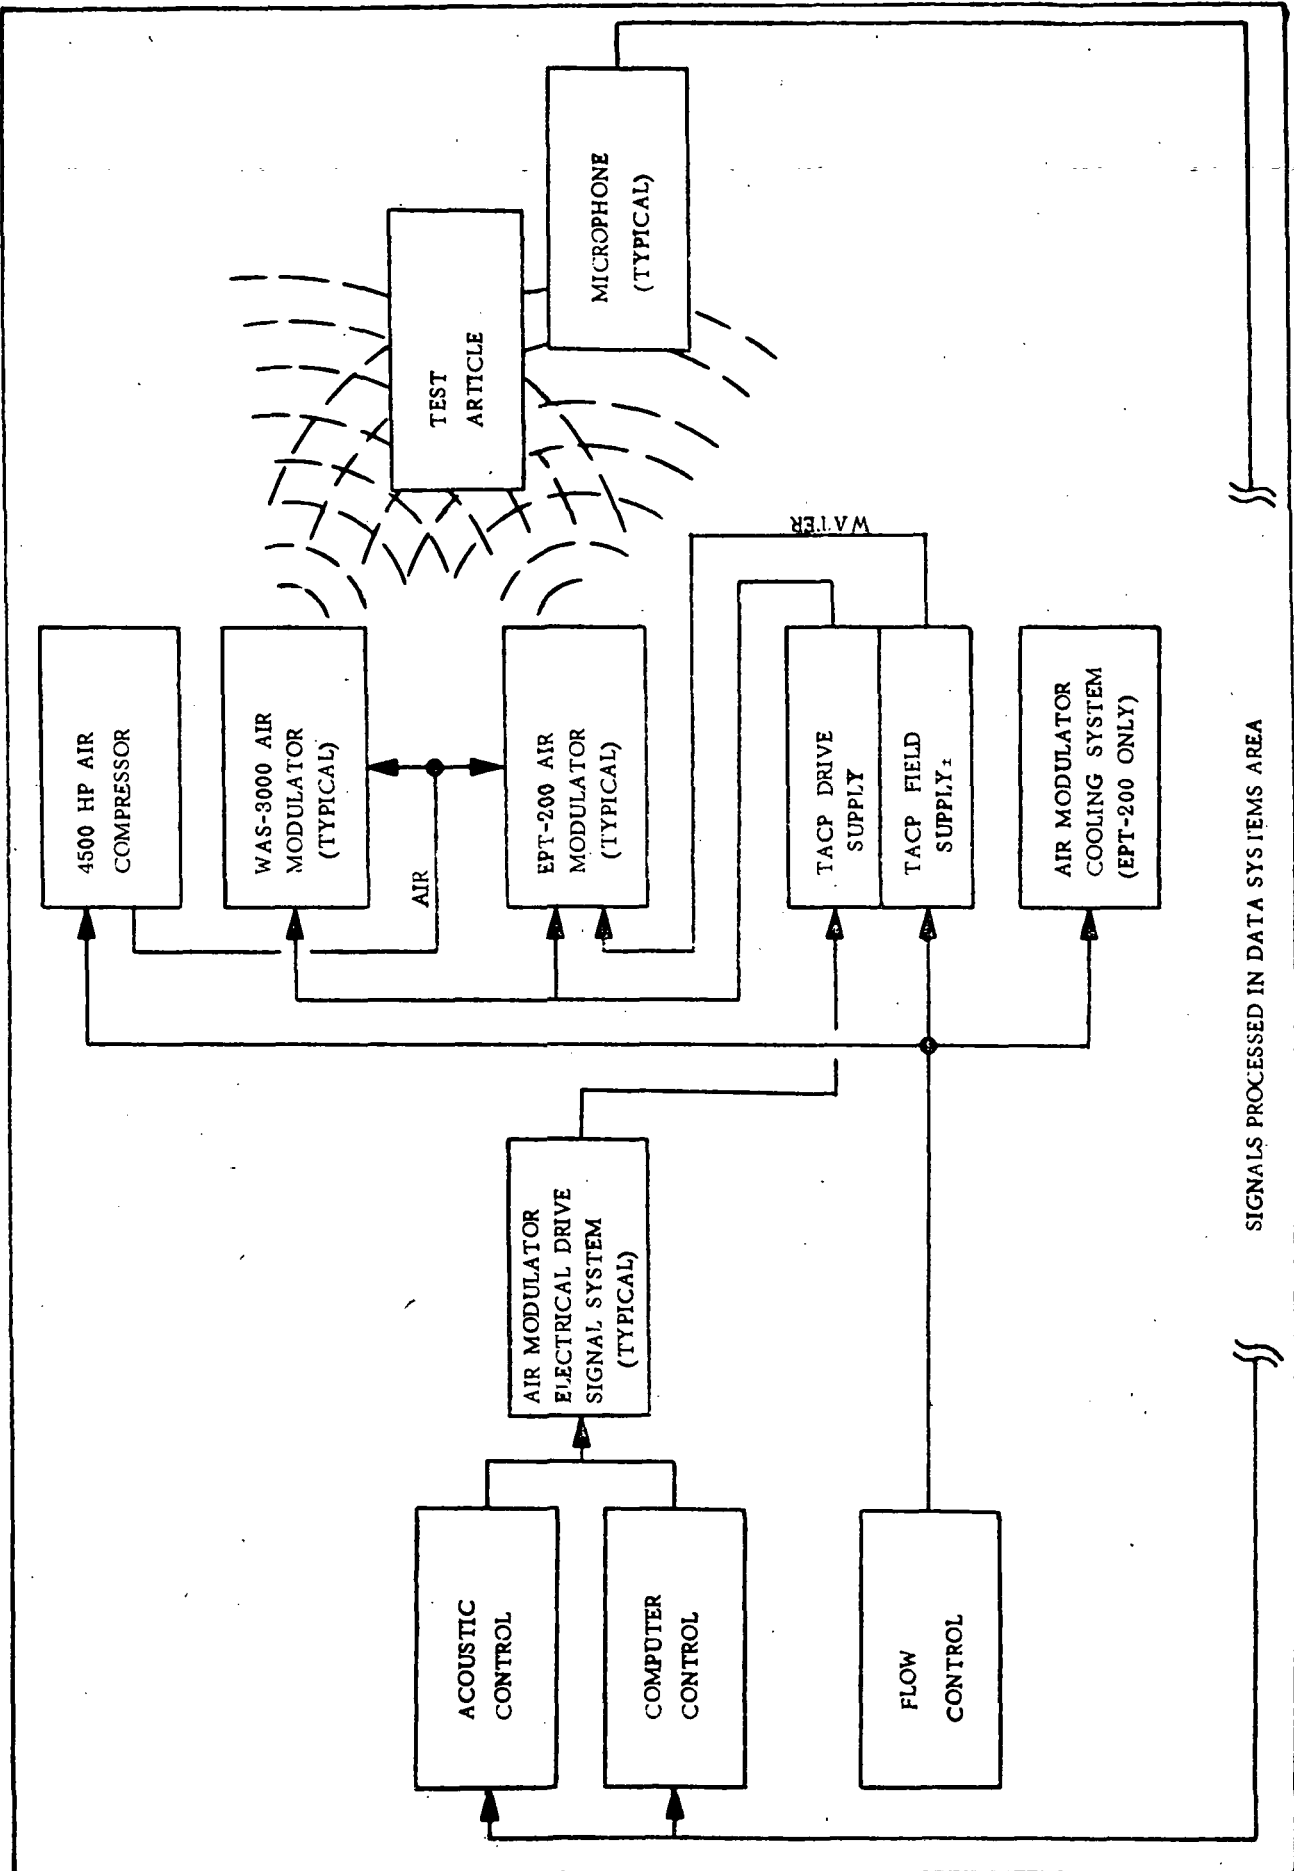 4500 HP AIR
COMPRESSOR
WAS-3000 AIR
MODULATOR
(TYPICAL)
AIR
EPT-200 AIR
MODULATOR
(TYPICAL)
TEST
ARTICLE
MICROPHONE
(TYPICAL)
ACOUSTIC
CONTROL
COMPUTER
CONTROL
AIR MODULATOR
ELECTRICAL DRIVE
SIGNAL SYSTEM
(TYPICAL)
WATER
TACP DRIVE
SUPPLY
TACP FIELD
SUPPLY±
FLOW
CONTROL
AIR MODULATOR
COOLING SYSTEM
(EPT-200 ONLY)
SIGNALS PROCESSED IN DATA SYSTEMS AREA